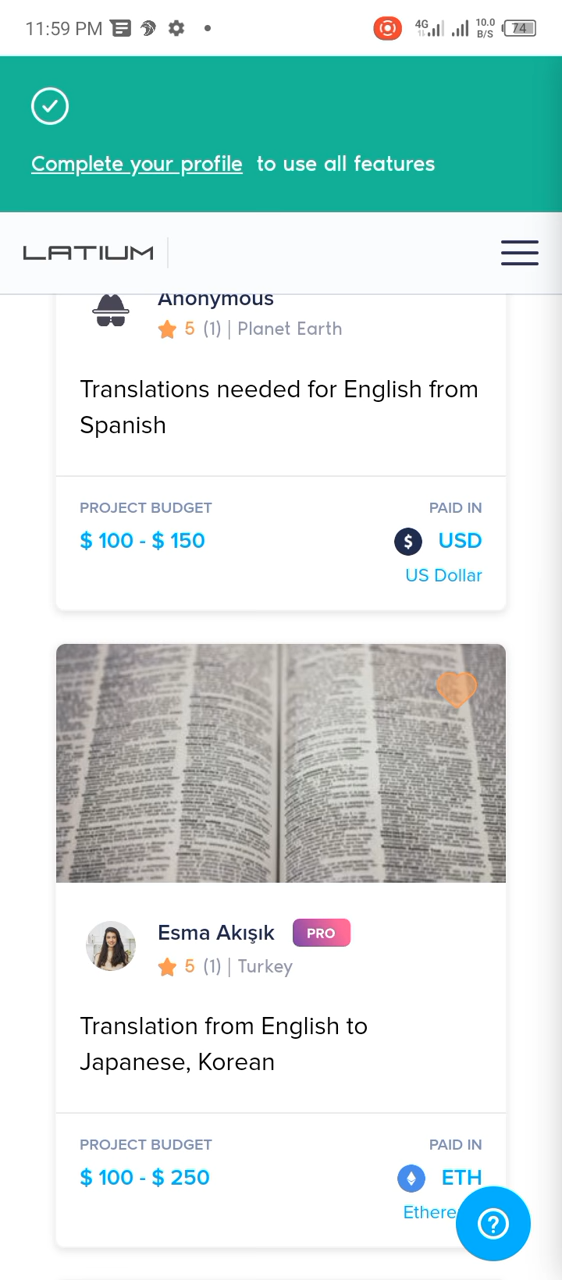 11:59 PM
4G
10.0
B/S
74
Complete your profile to use all features
LATIUM
Anonymous
5 (1) | Planet Earth
Translations needed for English from
Spanish
PROJECT BUDGET
PAID IN
$ 100 - $ 150
$ USD
US Dollar
Esma Akışık PRO
5 (1) | Turkey
Translation from English to
Japanese, Korean
PROJECT BUDGET
PAID IN
$ 100 - $ 250
ETH
Ethere
?